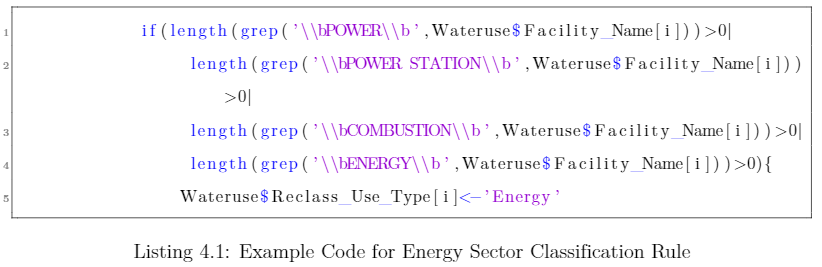 1 if(length(grep('\\bPOWER\\b',Wateruse$Facility_Name[i]))>0|
2 length(grep('\\bPOWER STATION\\b',Wateruse$Facility_Name[i]))
>0|
3 length(grep('\\bCOMBUSTION\\b',Wateruse$Facility_Name[i]))>0|
4 length(grep('\\bENERGY\\b',Wateruse$Facility_Name[i]))>0){
5 Wateruse$Reclass_Use_Type[i]<-'Energy'
Listing 4.1: Example Code for Energy Sector Classification Rule